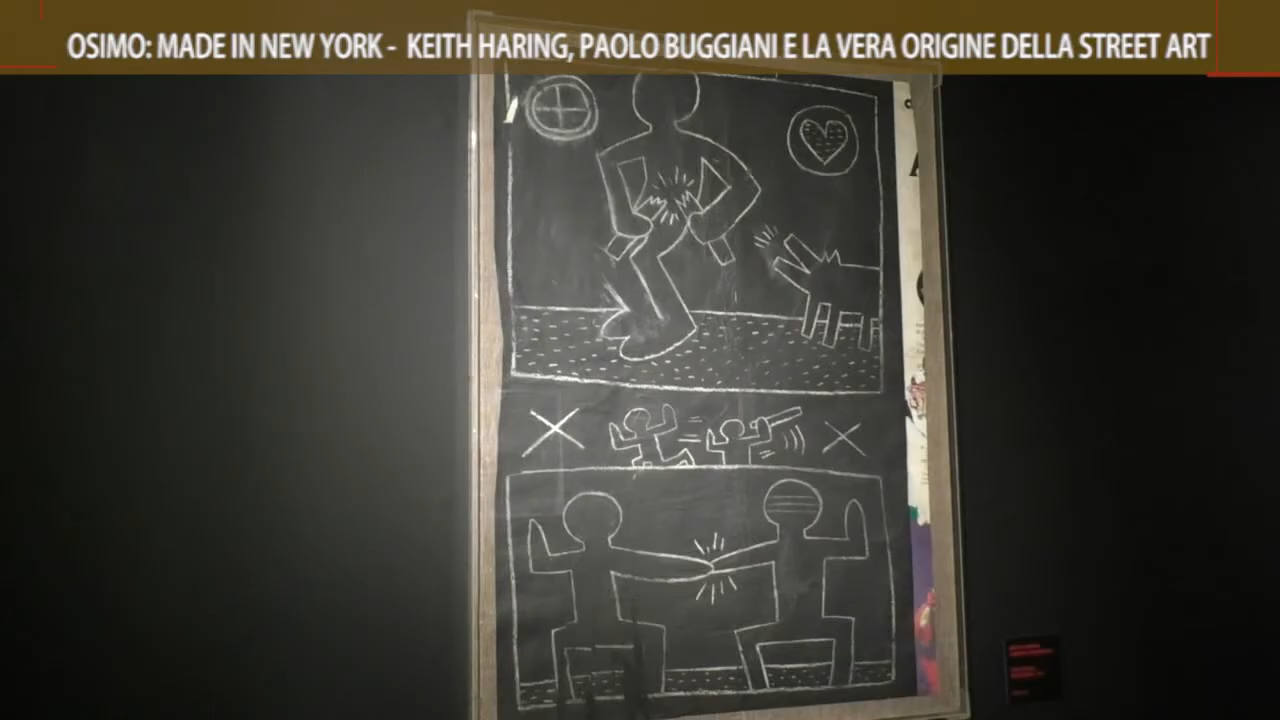 OSIMO: MADE IN NEW YORK - KEITH HARING, PAOLO BUGGIANI E LA VERA ORIGINE DELLA STREET ART